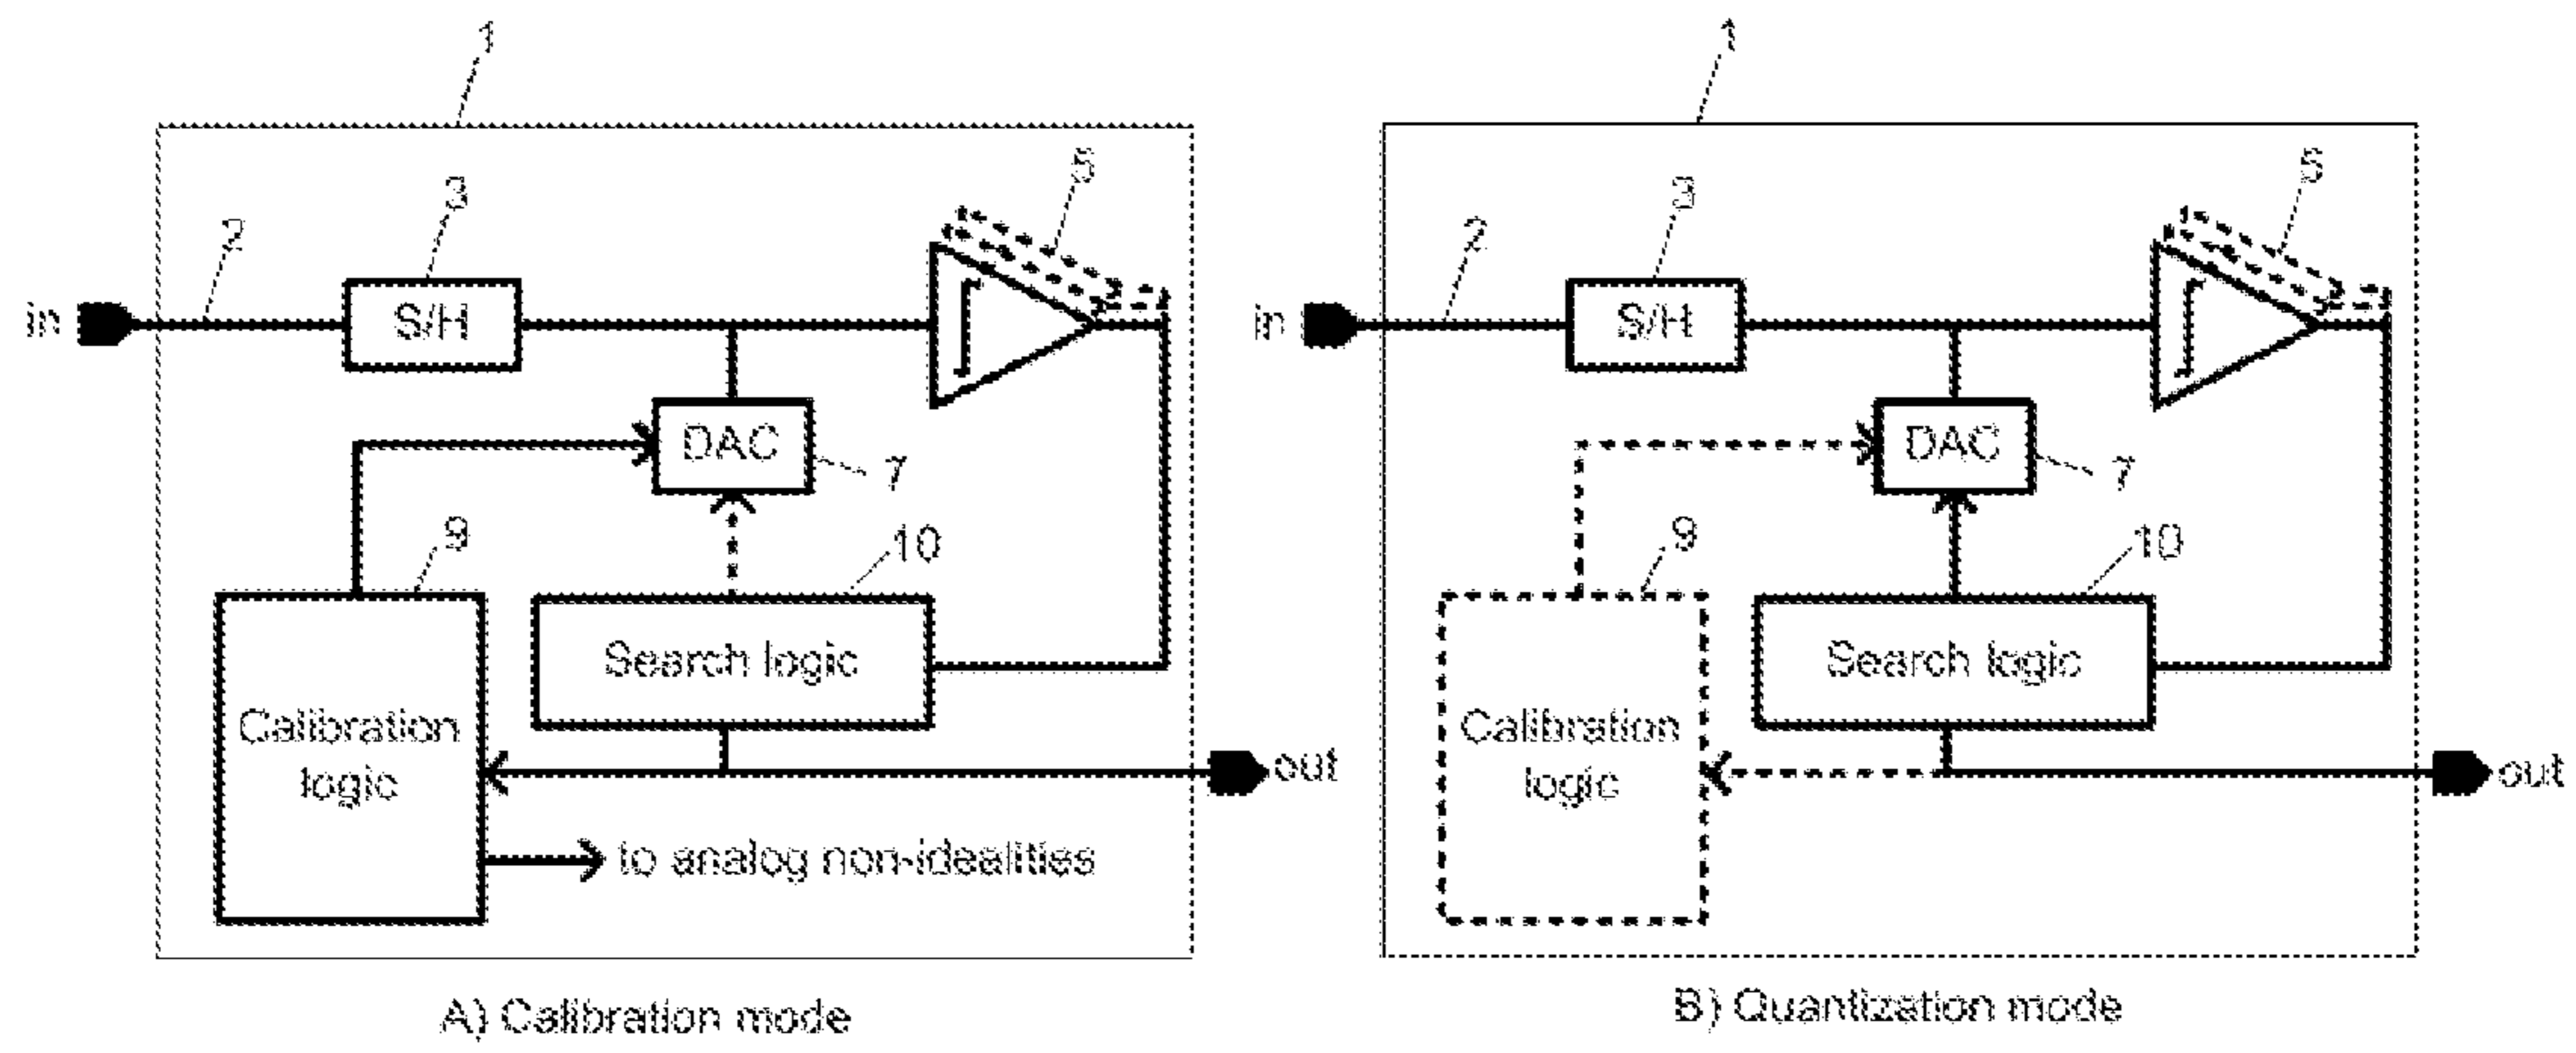 1
5
3
2
in
S/H
DAC
7
9
10
Search logic
Calibration
logic
out
to analog non-idealities
A) Calibration mode
1
5
3
2
in
S/H
DAC
7
9
10
Search logic
Calibration
logic
out
B) Quantization mode